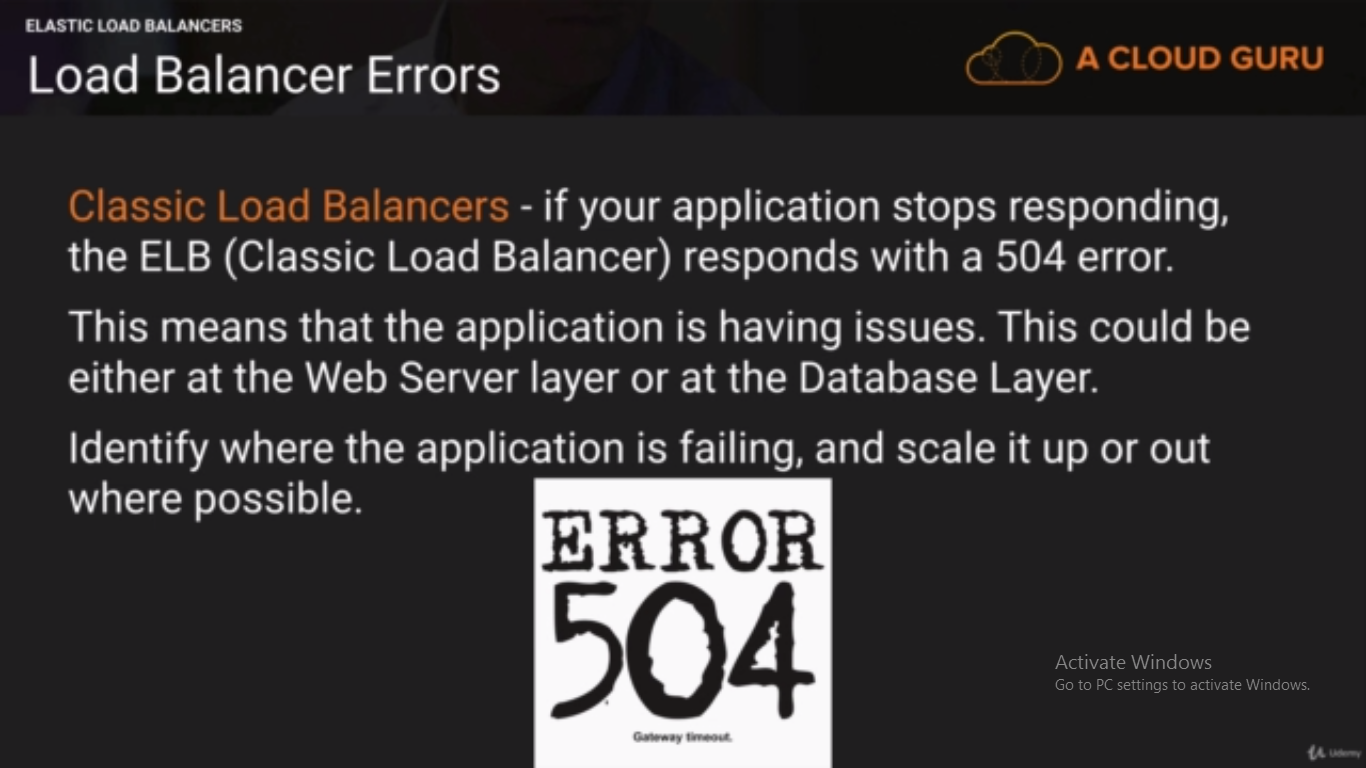 ELASTIC LOAD BALANCERS
Load Balancer Errors
A CLOUD GURU
Classic Load Balancers - if your application stops responding,
the ELB (Classic Load Balancer) responds with a 504 error.
This means that the application is having issues. This could be
either at the Web Server layer or at the Database Layer.
Identify where the application is failing, and scale it up or out
where possible.
ERROR
504
Gateway timeout.
Activate Windows
Go to PC settings to activate Windows.
Udemy